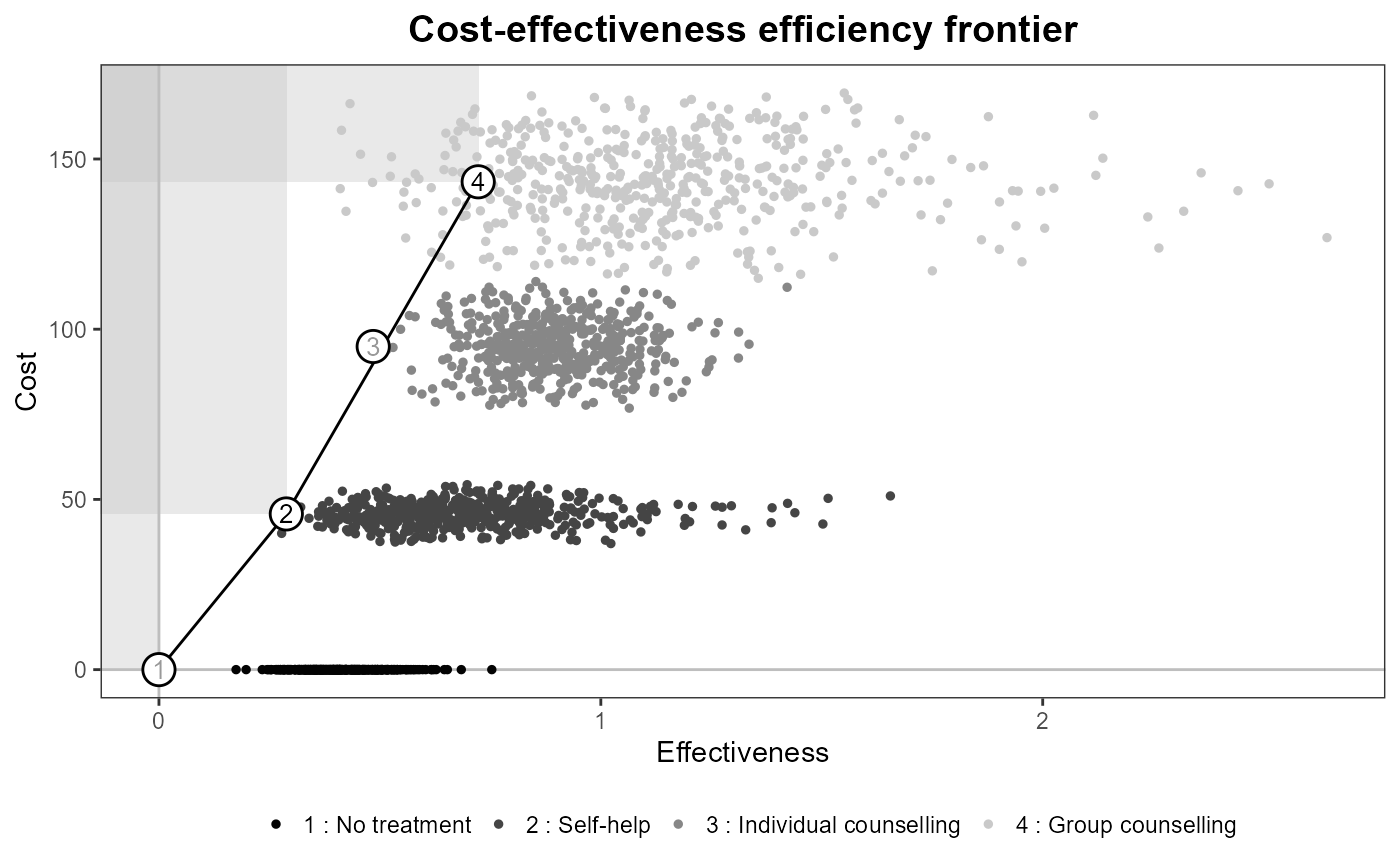 Cost-effectiveness efficiency frontier
150
100
50
0
Cost
4
3
2
1
0 1 2
Effectiveness
1 : No treatment 2 : Self-help 3 : Individual counselling 4 : Group counselling